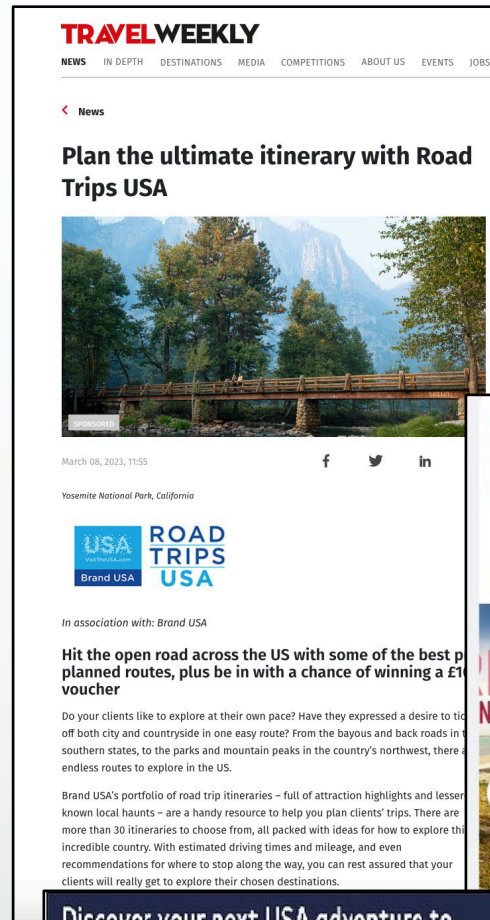 TRAVELWEEKLY
NEWS IN DEPTH DESTINATIONS MEDIA COMPETITIONS ABOUT US EVENTS JOBS
News
Plan the ultimate itinerary with Road
Trips USA
SPONSORED
March 08, 2023, 11:55
Yosemite National Park, California
USA
VisitTheUSA.com
Brand USA
ROAD
TRIPS
USA
In association with: Brand USA
Hit the open road across the US with some of the best
planned routes, plus be in with a chance of winning a
voucher
Do your clients like to explore at their own pace? Have they expressed a desire to
off both city and countryside in one easy route? From the bayous and back roads in
southern states, to the parks and mountain peaks in the country's northwest, there
endless routes to explore in the US.
Brand USA's portfolio of road trip itineraries – full of attraction highlights and lesser
known local haunts – are a handy resource to help you plan clients' trips. There are
more than 30 itineraries to choose from, all packed with ideas for how to explore
incredible country. With estimated driving times and mileage, and even
recommendations for where to stop along the way, you can rest assured that your
clients will really get to explore their chosen destinations.
Discover your next USA adventure to